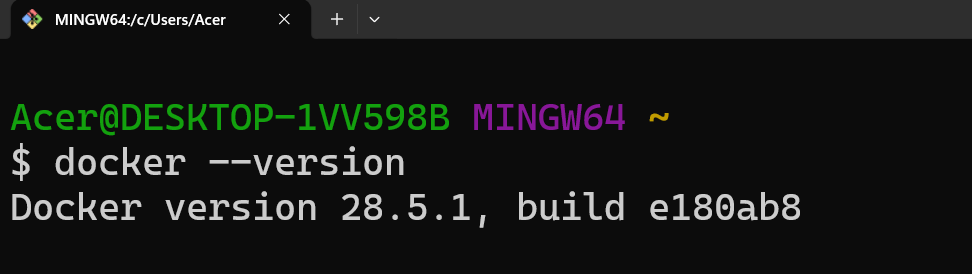 MINGW64:/c/Users/Acer
Acer@DESKTOP-1VV598B MINGW64 ~
$ docker --version
Docker version 28.5.1, build e180ab8